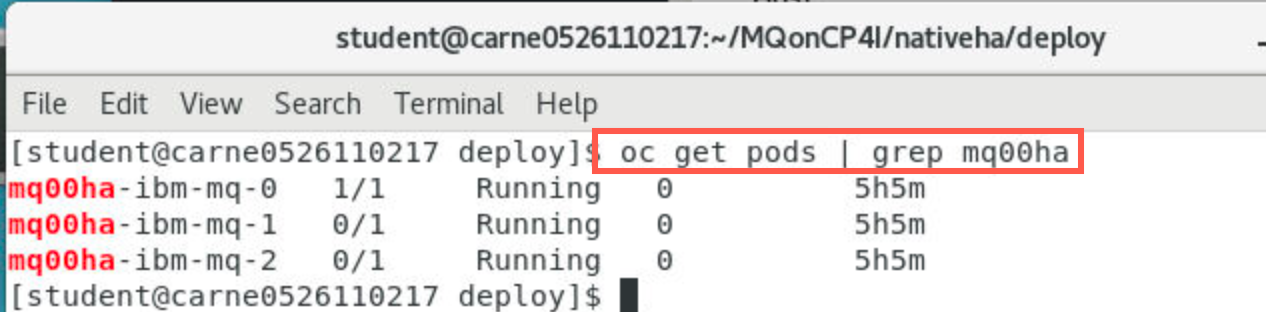 student@carne0526110217:~/MQonCP4I/nativeha/deploy
File Edit View Search Terminal Help
[student@carne0526110217 deploy]$ oc get pods | grep mq00ha
mq00ha-ibm-mq-0 1/1 Running 0 5h5m
mq00ha-ibm-mq-1 0/1 Running 0 5h5m
mq00ha-ibm-mq-2 0/1 Running 0 5h5m
[student@carne0526110217 deploy]$